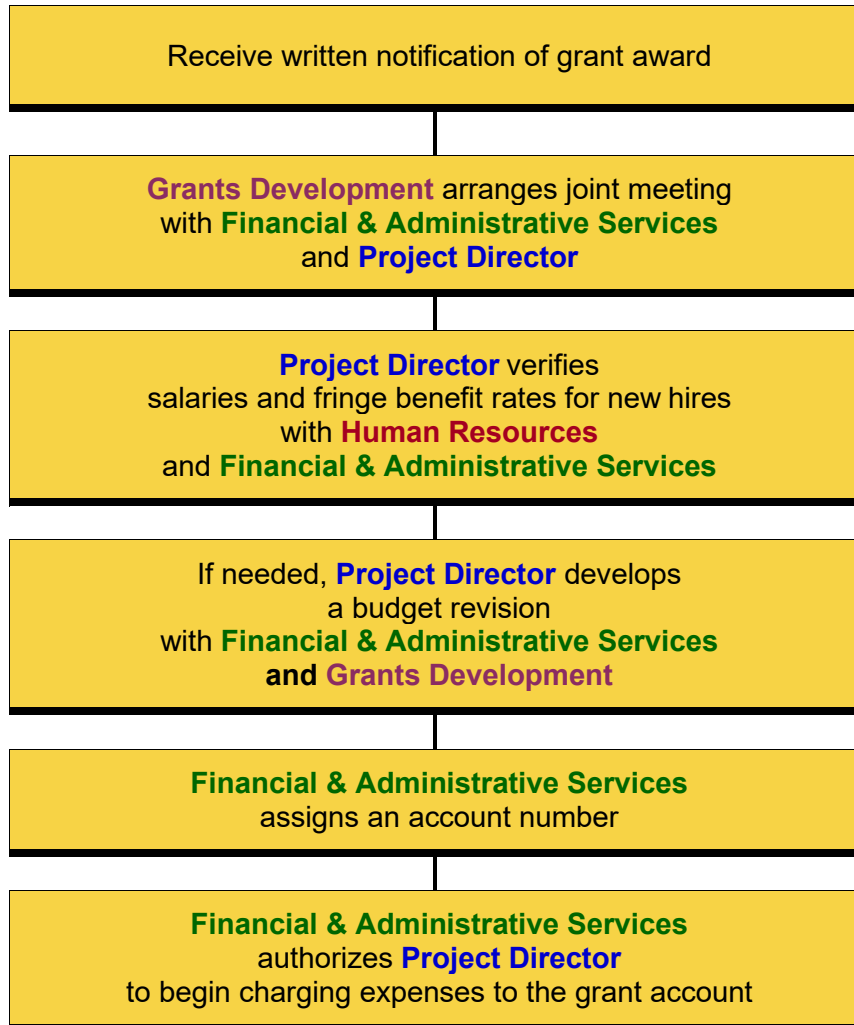 Receive written notification of grant award
Grants Development arranges joint meeting
with Financial & Administrative Services
and Project Director
Project Director verifies
salaries and fringe benefit rates for new hires
with Human Resources
and Financial & Administrative Services
If needed, Project Director develops
a budget revision
with Financial & Administrative Services
and Grants Development
Financial & Administrative Services
assigns an account number
Financial & Administrative Services
authorizes Project Director
to begin charging expenses to the grant account